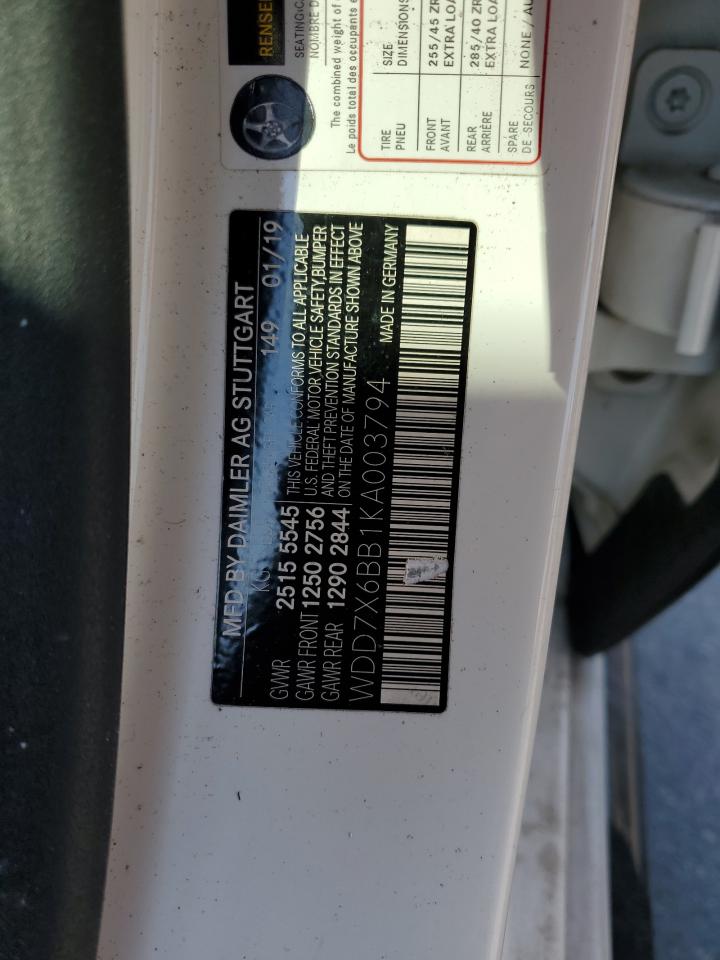 MFD BY DAIMLER AG STUTTGART
149 01/19
KG
GVWR 2515 5545
GAWR FRONT 1250 2756
GAWR REAR 1290 2844
THIS VEHICLE CONFORMS TO ALL APPLICABLE
U.S. FEDERAL MOTOR VEHICLE SAFETY, BUMPER
AND THEFT PREVENTION STANDARDS IN EFFECT
ON THE DATE OF MANUFACTURE SHOWN ABOVE
WDD7X6BB1KA003794 MADE IN GERMANY
RENSE
SEATING CA
NOMBRE D
The combined weight of
Le poids total des occupants e
TIRE SIZE
PNEU DIMENSIONS
FRONT 255/45 ZR
AVANT EXTRA LOA
REAR 285/40 ZR
ARRIÈRE EXTRA LOA
SPARE NONE / AU
DE SECOURS